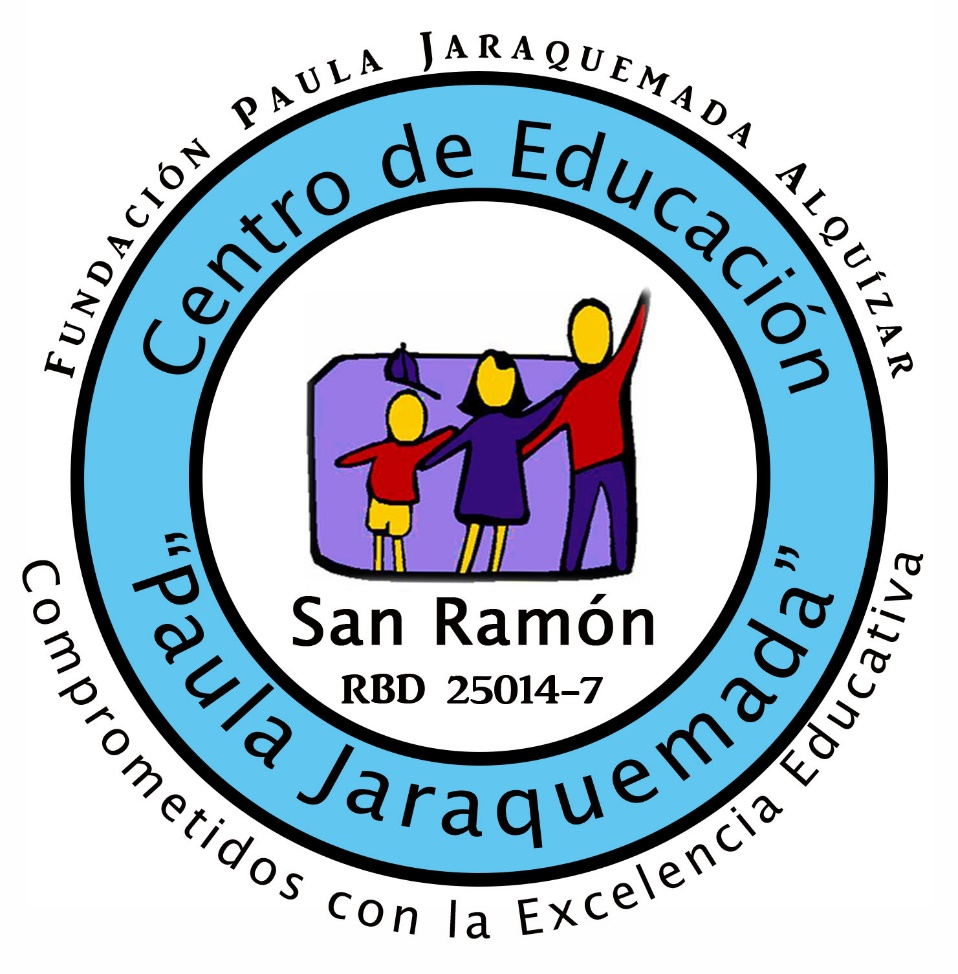 Fundación Paula Jaraquemada Alquízar
Centro de Educación
"Paula Jaraquemada"
San Ramón
RBD 25014-7
Comprometidos con la Excelencia Educativa